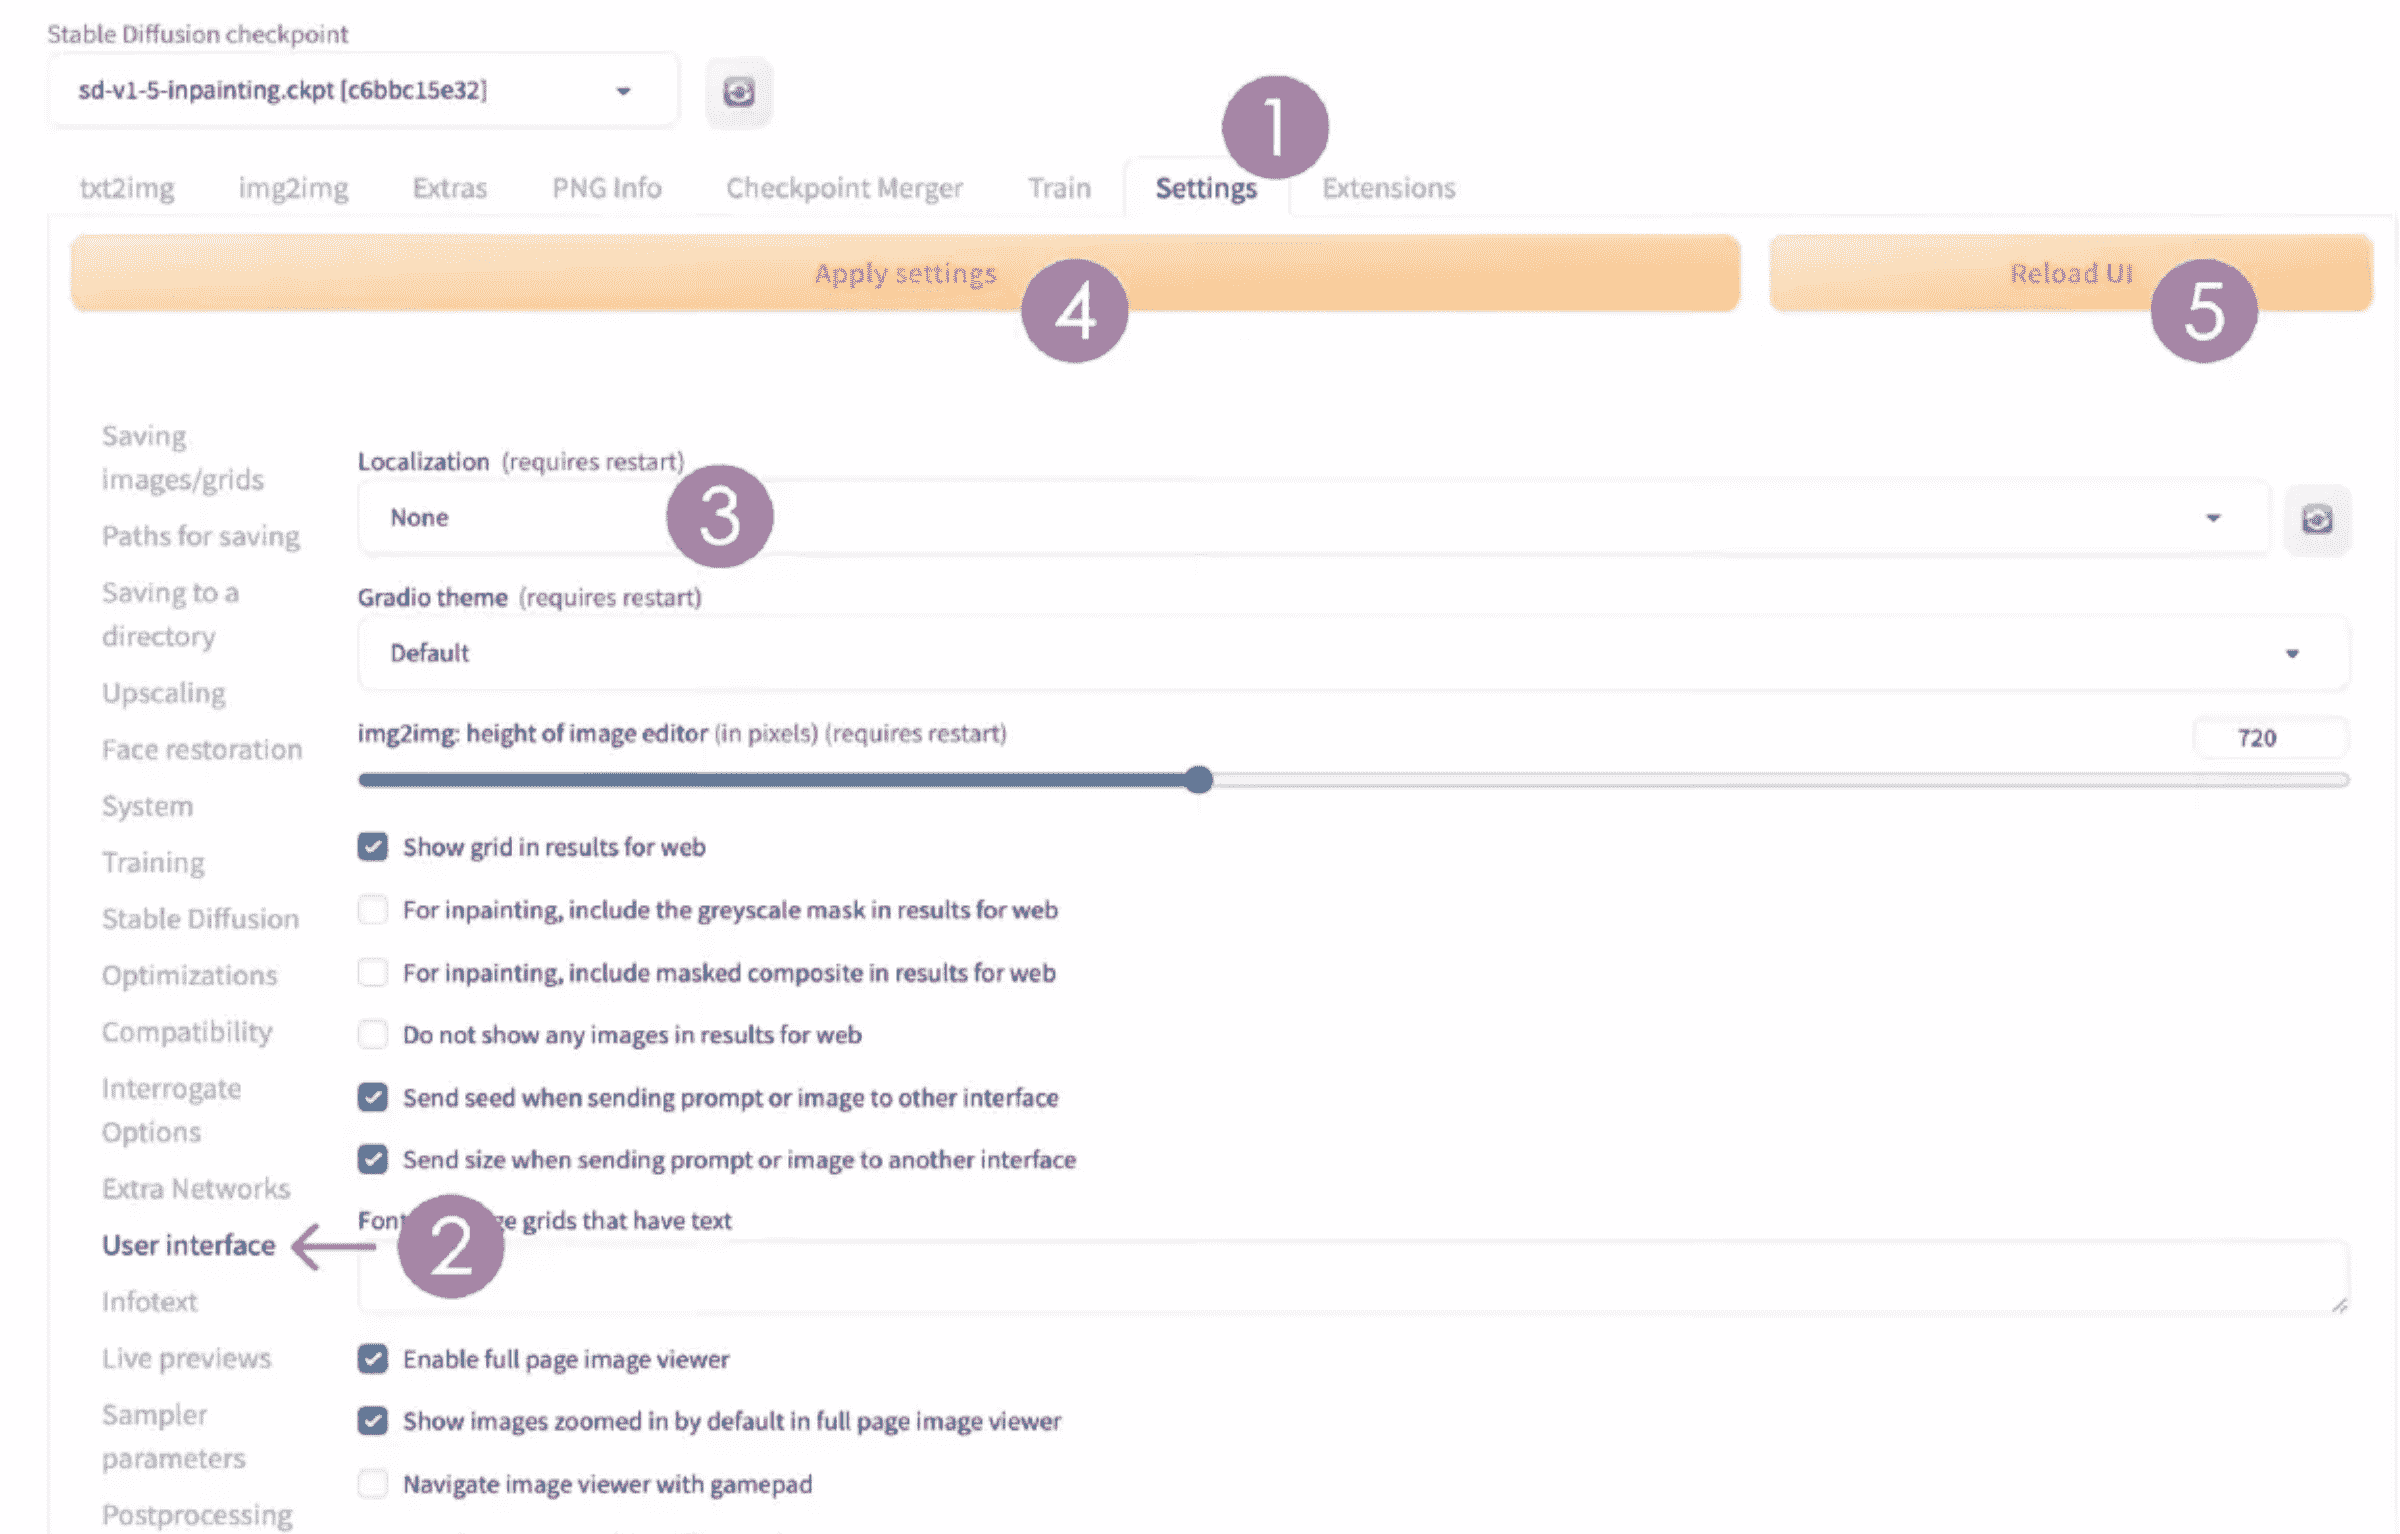 Stable Diffusion checkpoint
sd-v1-5-inpainting.ckpt [c6bbc15e32]
1
txt2img img2img Extras PNG Info Checkpoint Merger Train Settings Extensions
Apply settings
4
Reload UI
5
Saving
images/grids
Paths for saving
Saving to a
directory
Upscaling
Face restoration
System
Training
Stable Diffusion
Optimizations
Compatibility
Interrogate
Options
Extra Networks
User interface
2
Infotext
Live previews
Sampler
parameters
Postprocessing
Localization (requires restart)
None
3
Gradio theme (requires restart)
Default
img2img: height of image editor (in pixels) (requires restart)
720
Show grid in results for web
For inpainting, include the greyscale mask in results for web
For inpainting, include masked composite in results for web
Do not show any images in results for web
Send seed when sending prompt or image to other interface
Send size when sending prompt or image to another interface
Font grids that have text
Enable full page image viewer
Show images zoomed in by default in full page image viewer
Navigate image viewer with gamepad